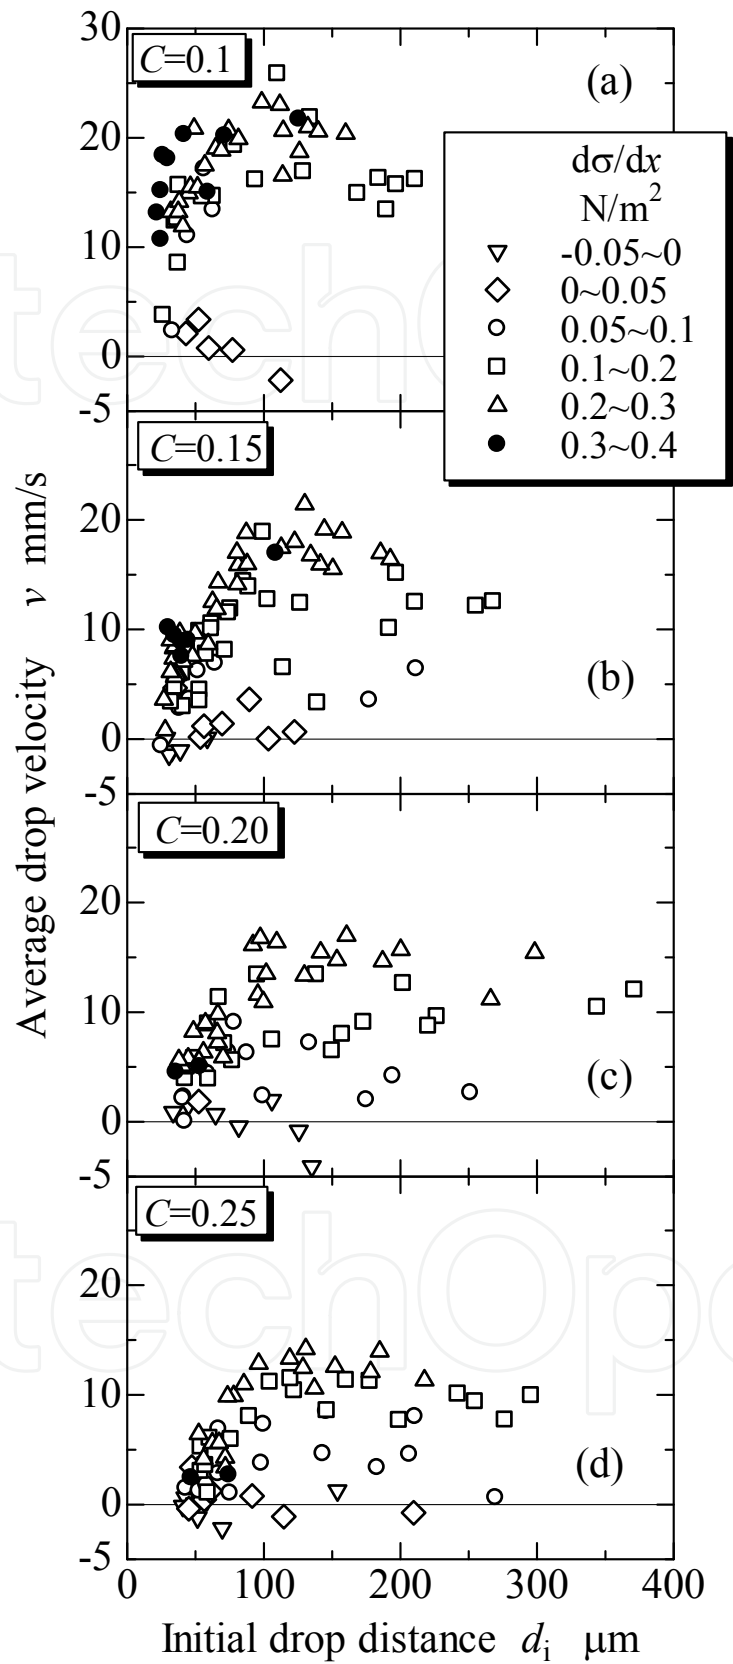 30
C=0.1
(a)
20
10
0
-5
dσ/dx
N/m²
-0.05~0
0~0.05
0.05~0.1
0.1~0.2
0.2~0.3
0.3~0.4
C=0.15
20
10
(b)
0
-5
C=0.20
20
10
(c)
0
-5
C=0.25
20
10
(d)
0
-5
0 100 200 300 400
Initial drop distance dᵢ μm
Average drop velocity v mm/s
techOpe
techOpe